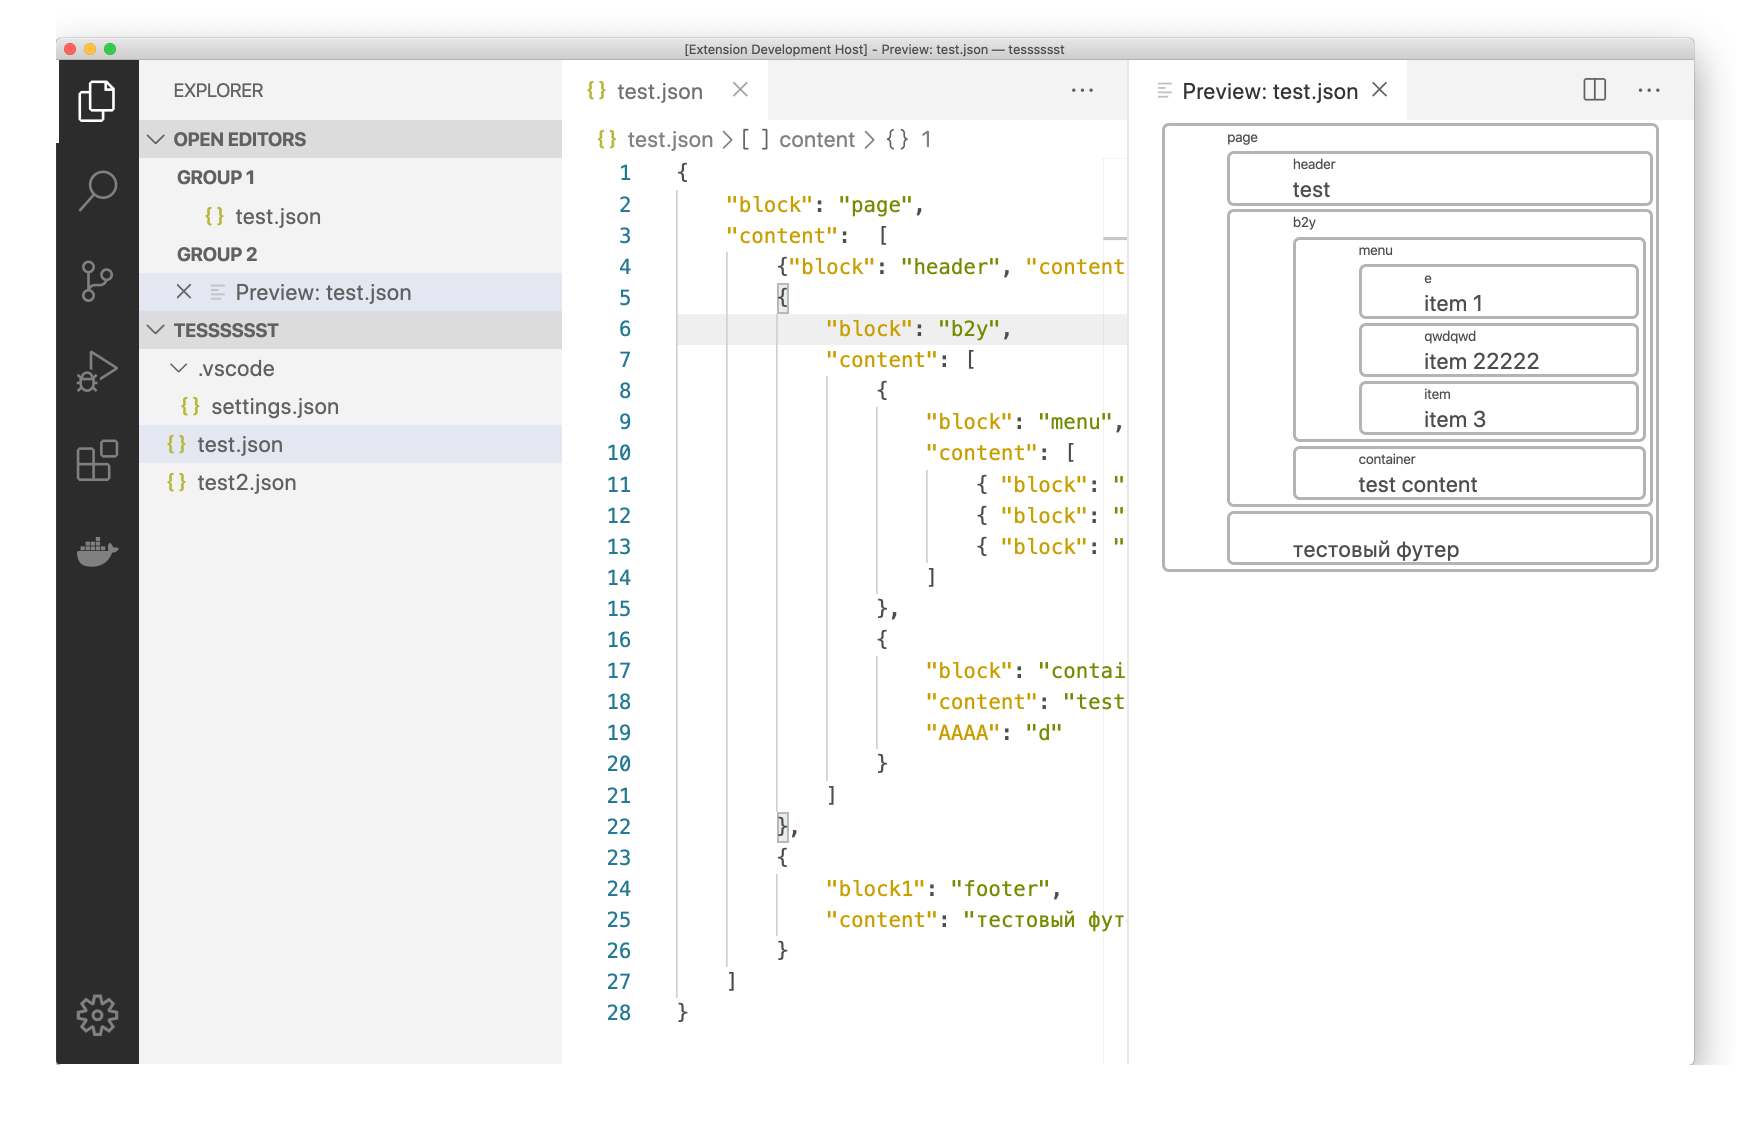 [Extension Development Host] - Preview: test.json — tesssssst
EXPLORER
OPEN EDITORS
GROUP 1
{} test.json
GROUP 2
Preview: test.json
TESSSSSST
.vscode
{} settings.json
{} test.json
{} test2.json
{} test.json
{} test.json > [ ] content > {} 1
1 {
2 "block": "page",
3 "content":  [
4 {"block": "header", "content
5 {
6 "block": "b2y",
7 "content": [
8 {
9 "block": "menu",
10 "content": [
11 { "block": "
12 { "block": "
13 { "block": "
14 ]
15 },
16 {
17 "block": "contai
18 "content": "test
19 "AAAA": "d"
20 }
21 ]
22 },
23 {
24 "block1": "footer",
25 "content": "тестовый фут
26 }
27 ]
28 }
Preview: test.json
page
header
test
b2y
menu
e
item 1
qwdqwd
item 22222
item
item 3
container
test content
тестовый футер